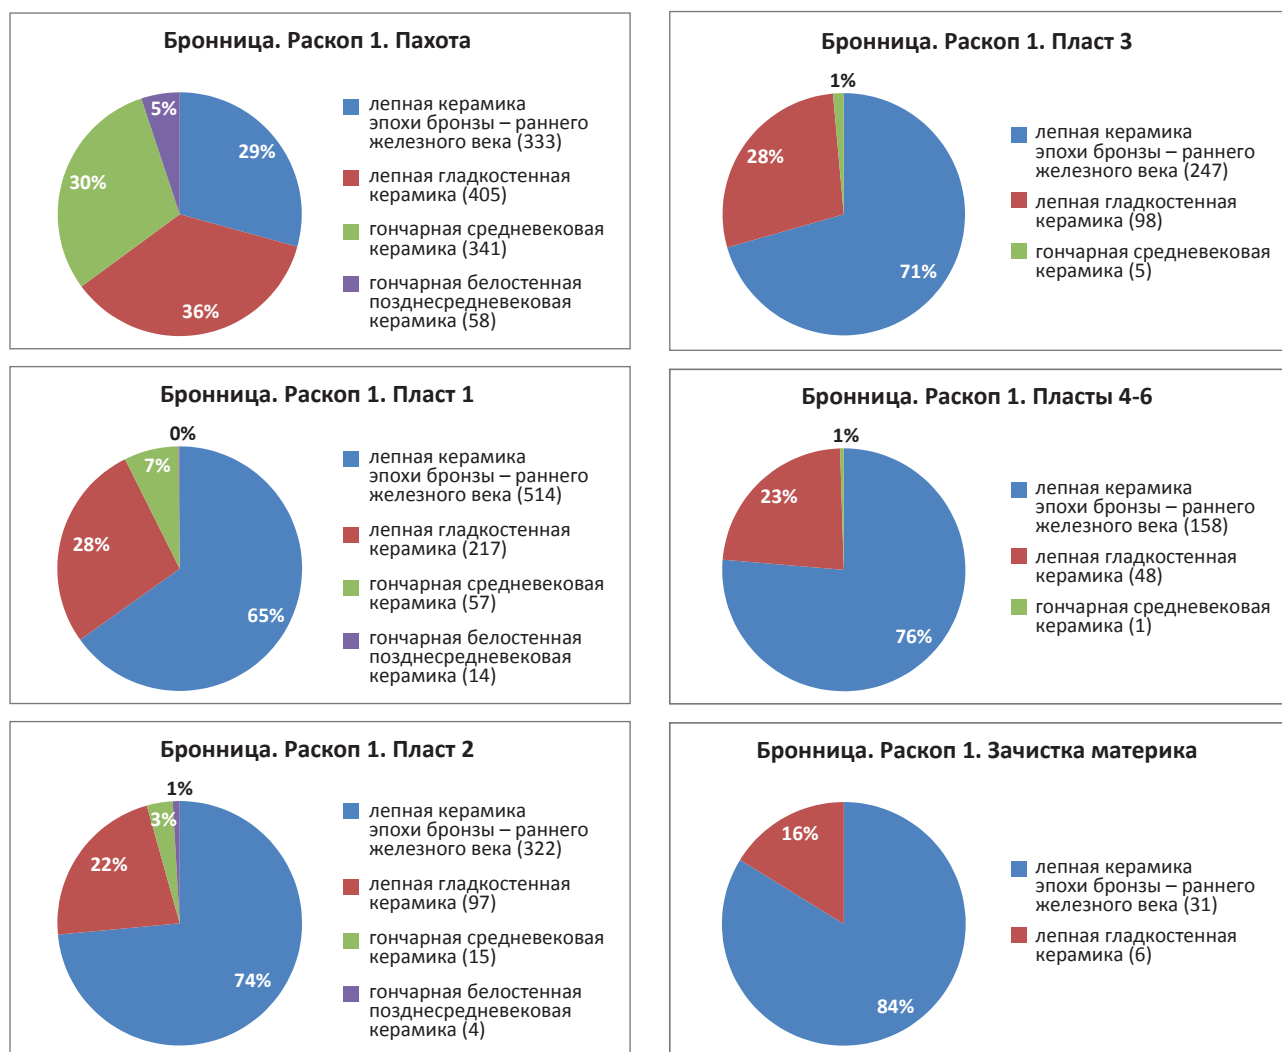 Бронница. Раскоп 1. Пахота
5%
29%
30%
36%
лепная керамика
эпохи бронзы – раннего
железного века (333)
лепная гладкостенная
керамика (405)
гончарная средневековая
керамика (341)
гончарная белостенная
позднесредневековая
керамика (58)
Бронница. Раскоп 1. Пласт 1
0%
7%
28%
65%
лепная керамика
эпохи бронзы – раннего
железного века (514)
лепная гладкостенная
керамика (217)
гончарная средневековая
керамика (57)
гончарная белостенная
позднесредневековая
керамика (14)
Бронница. Раскоп 1. Пласт 2
1%
3%
22%
74%
лепная керамика
эпохи бронзы – раннего
железного века (322)
лепная гладкостенная
керамика (97)
гончарная средневековая
керамика (15)
гончарная белостенная
позднесредневековая
керамика (4)
Бронница. Раскоп 1. Пласт 3
1%
28%
71%
лепная керамика
эпохи бронзы – раннего
железного века (247)
лепная гладкостенная
керамика (98)
гончарная средневековая
керамика (5)
Бронница. Раскоп 1. Пласты 4-6
1%
23%
76%
лепная керамика
эпохи бронзы – раннего
железного века (158)
лепная гладкостенная
керамика (48)
гончарная средневековая
керамика (1)
Бронница. Раскоп 1. Зачистка материка
16%
84%
лепная керамика
эпохи бронзы – раннего
железного века (31)
лепная гладкостенная
керамика (6)